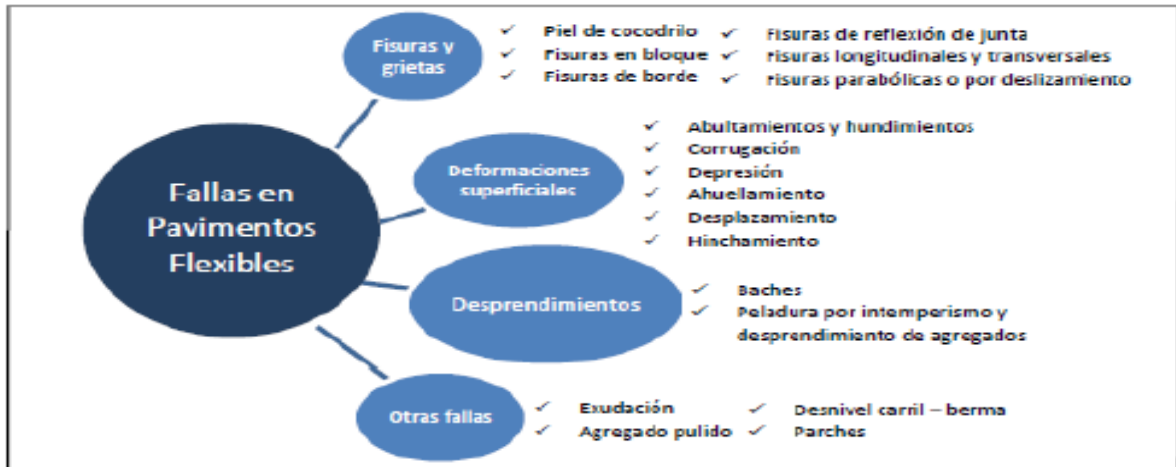 Fallas en
Pavimentos
Flexibles
Fisuras y
grietas
✓ Piel de cocodrilo
✓ Fisuras en bloque
✓ Fisuras de borde
✓ Fisuras de reflexión de junta
✓ Fisuras longitudinales y transversales
✓ Fisuras parabólicas o por deslizamiento
Deformaciones
superficiales
✓ Abultamientos y hundimientos
✓ Corrugación
✓ Depresión
✓ Ahuellamiento
✓ Desplazamiento
✓ Hinchamiento
Desprendimientos
✓ Baches
✓ Peladura por intemperismo y
desprendimiento de agregados
Otras fallas
✓ Exudación
✓ Agregado pulido
✓ Desnivel carril – berma
✓ Parches